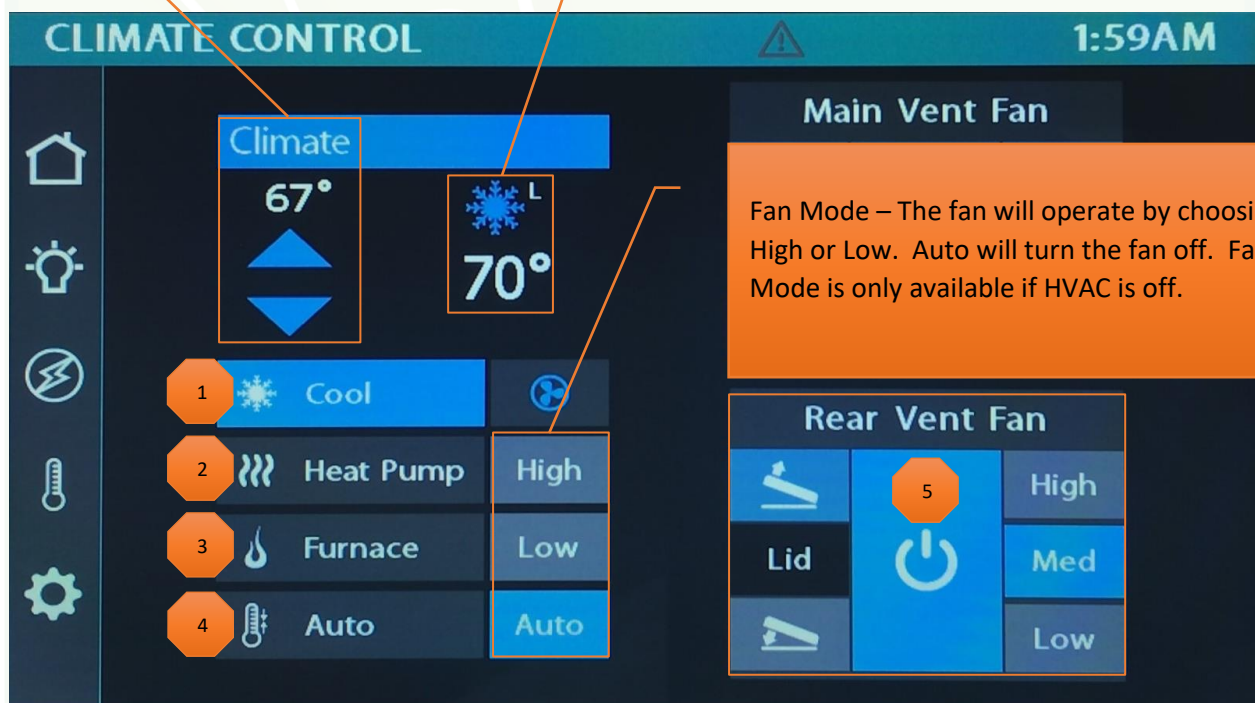 CLIMATE CONTROL
1:59AM
Climate
67°
L
70°
1
Cool
2
Heat Pump
High
3
Furnace
Low
4
Auto
Auto
Main Vent Fan
Fan Mode – The fan will operate by
High or Low. Auto will turn the fan off.
Mode is only available if HVAC is off.
Rear Vent Fan
5
High
Lid
Med
Low